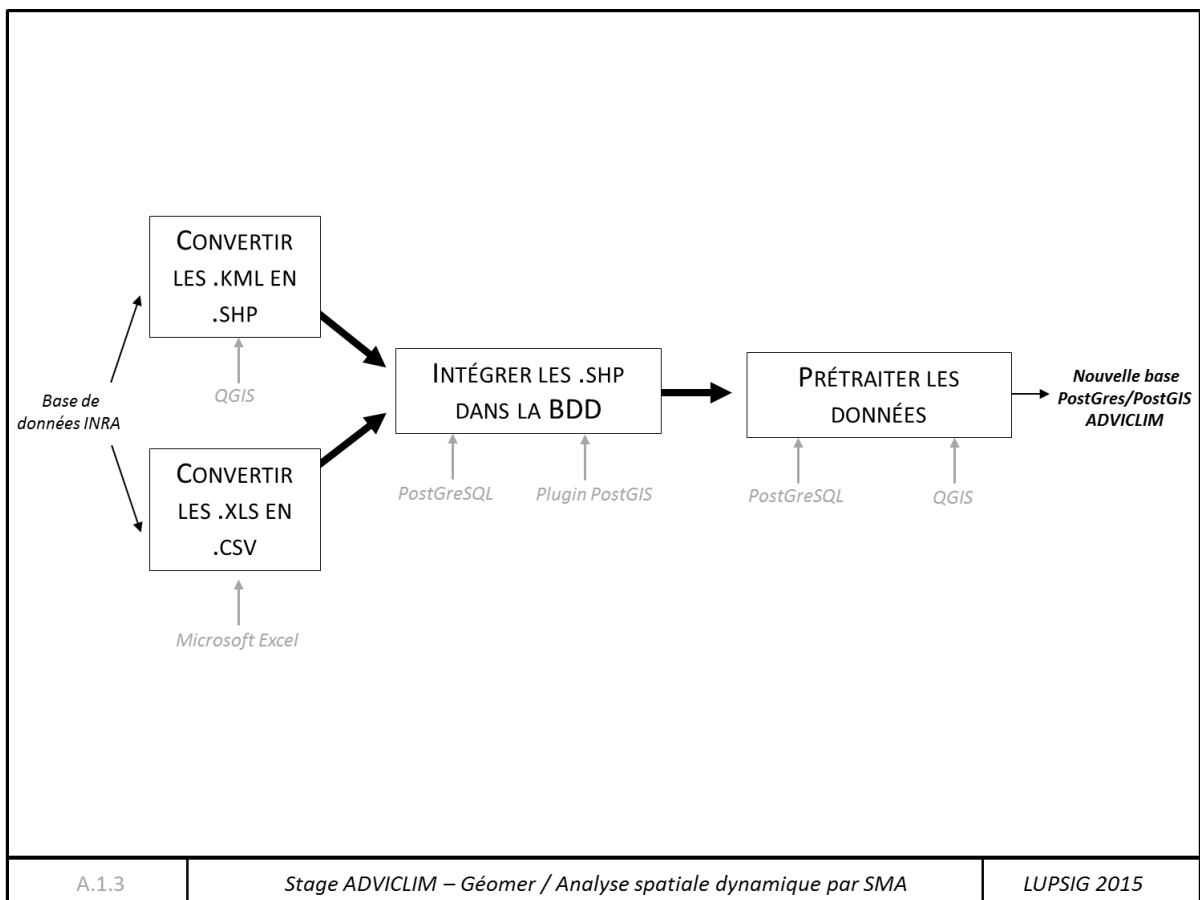 CONVERTIR
LES .KML EN
.SHP
QGIS
Base de
données INRA
CONVERTIR
LES .XLS EN
.CSV
Microsoft Excel
INTÉGRER LES .SHP
DANS LA BDD
PostGreSQL
Plugin PostGIS
PRÉTRAITER LES
DONNÉES
PostGreSQL
QGIS
Nouvelle base
PostGres/PostGIS
ADVICLIM
A.1.3
Stage ADVICLIM – Géomer / Analyse spatiale dynamique par SMA
LUPSIG 2015